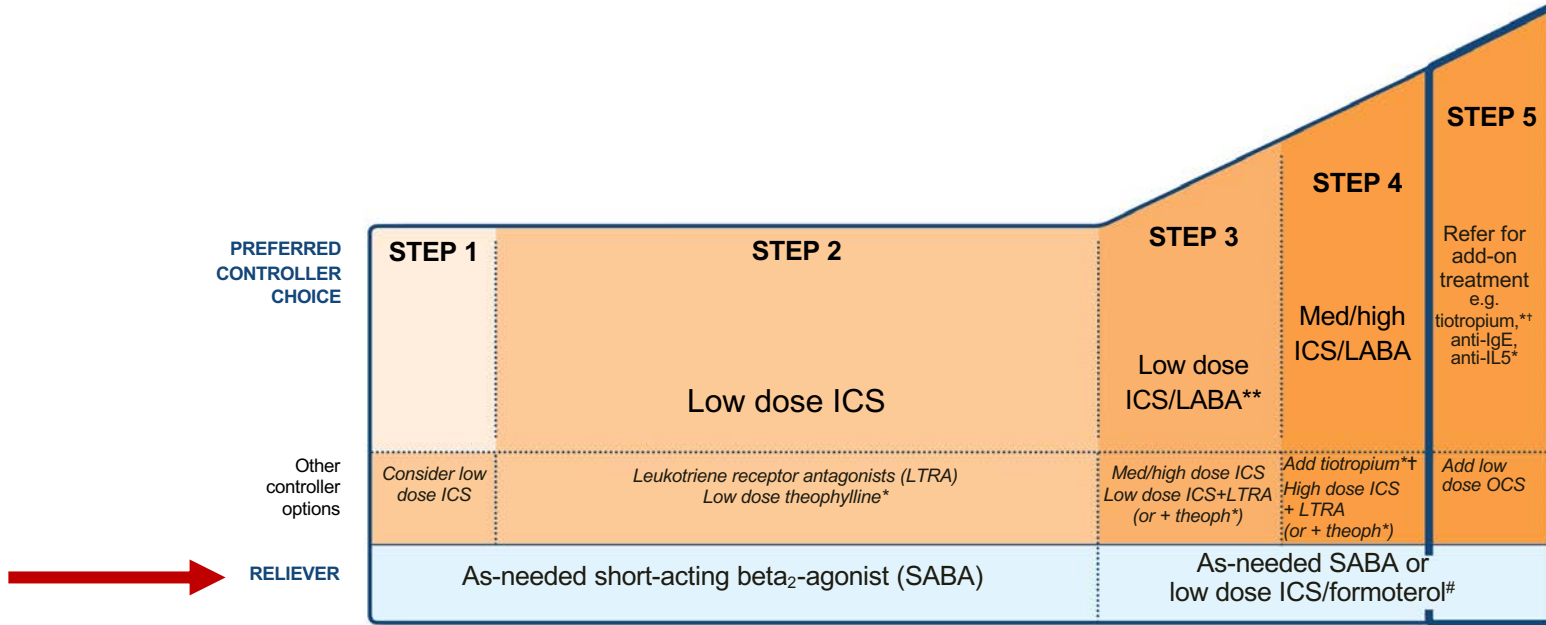 PREFERRED
CONTROLLER
CHOICE
STEP 1
STEP 2
Low dose ICS
STEP 3
Low dose
ICS/LABA**
STEP 4
Med/high
ICS/LABA
STEP 5
Refer for
add-on
treatment
e.g.
tiotropium,*†
anti-IgE,
anti-IL5*
Other
controller
options
Consider low
dose ICS
Leukotriene receptor antagonists (LTRA)
Low dose theophylline*
Med/high dose ICS
Low dose ICS+LTRA
(or + theoph*)
Add tiotropium*†
High dose ICS
+ LTRA
(or + theoph*)
Add low
dose OCS
RELIEVER
As-needed short-acting beta₂-agonist (SABA)
As-needed SABA or
low dose ICS/formoterol#